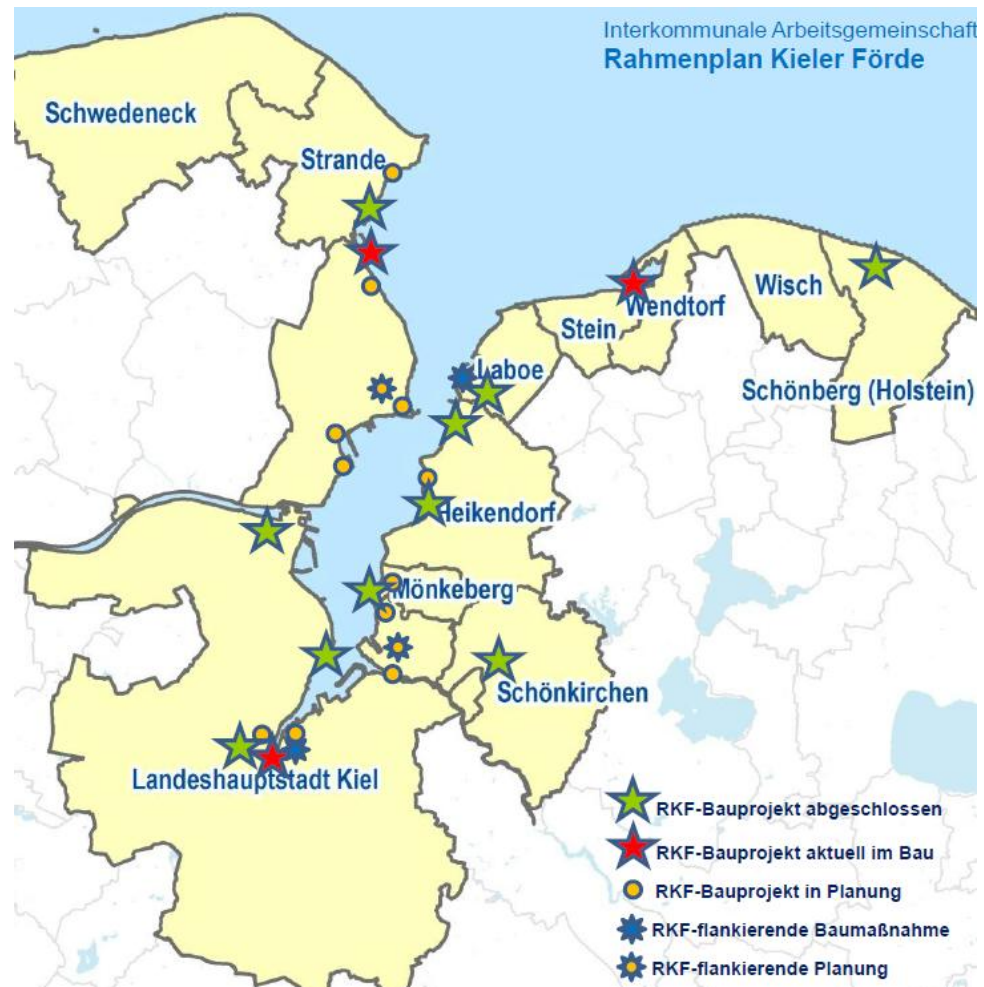 Interkommunale Arbeitsgemeinschaft
Rahmenplan Kieler Förde
Schwedeneck
Strande
Wisch
Wendtorf
Stein
Laboe
Schönberg (Holstein)
Heikendorf
Mönkeberg
Schönkirchen
Landeshauptstadt Kiel
RKF-Bauprojekt abgeschlossen
RKF-Bauprojekt aktuell im Bau
RKF-Bauprojekt in Planung
RKF-flankierende Baumaßnahme
RKF-flankierende Planung